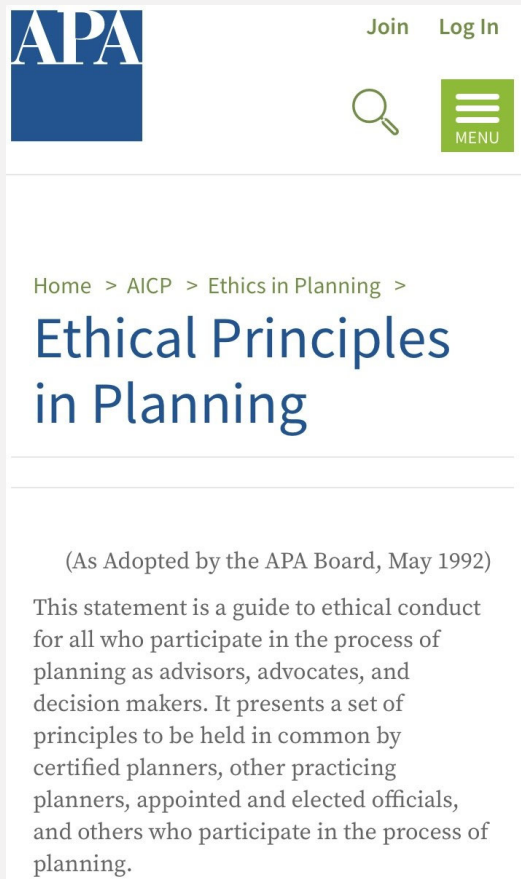 APA
Join Log In
MENU
Home > AICP > Ethics in Planning >
Ethical Principles
in Planning
(As Adopted by the APA Board, May 1992)
This statement is a guide to ethical conduct
for all who participate in the process of
planning as advisors, advocates, and
decision makers. It presents a set of
principles to be held in common by
certified planners, other practicing
planners, appointed and elected officials,
and others who participate in the process of
planning.